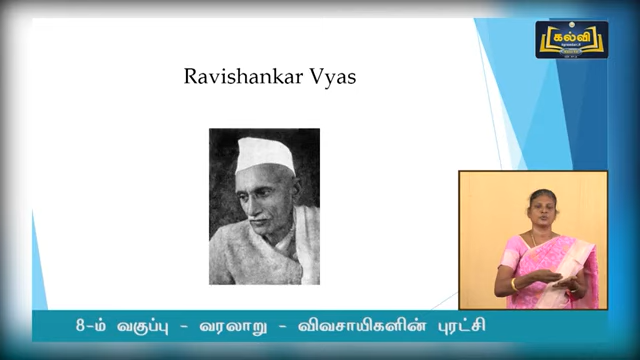 கல்வி
Ravishankar Vyas
8-ம் வகுப்பு - வரலாறு - விவசாயிகளின் புரட்சி